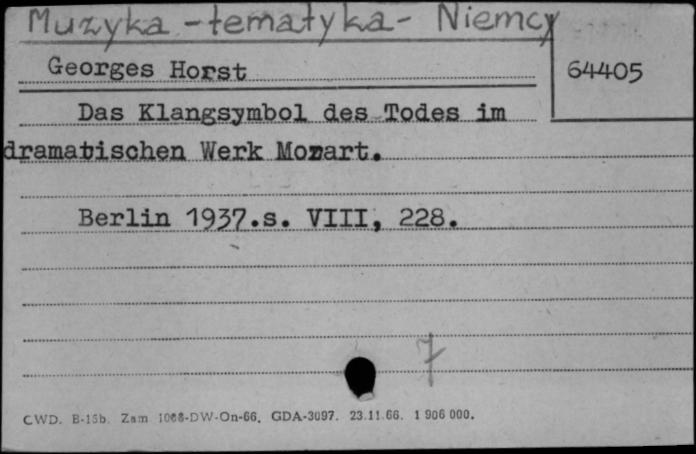 Muzyka - tematyka - Niemcy
Georges Horst
64405
Das Klangsymbol des Todes im
dramatischen Werk Mozart.
Berlin 1937.s. VIII, 228.
7
CWD. B-15b. Zam 1068-DW-On-66. GDA-3097. 23.11.66. 1 906 000.